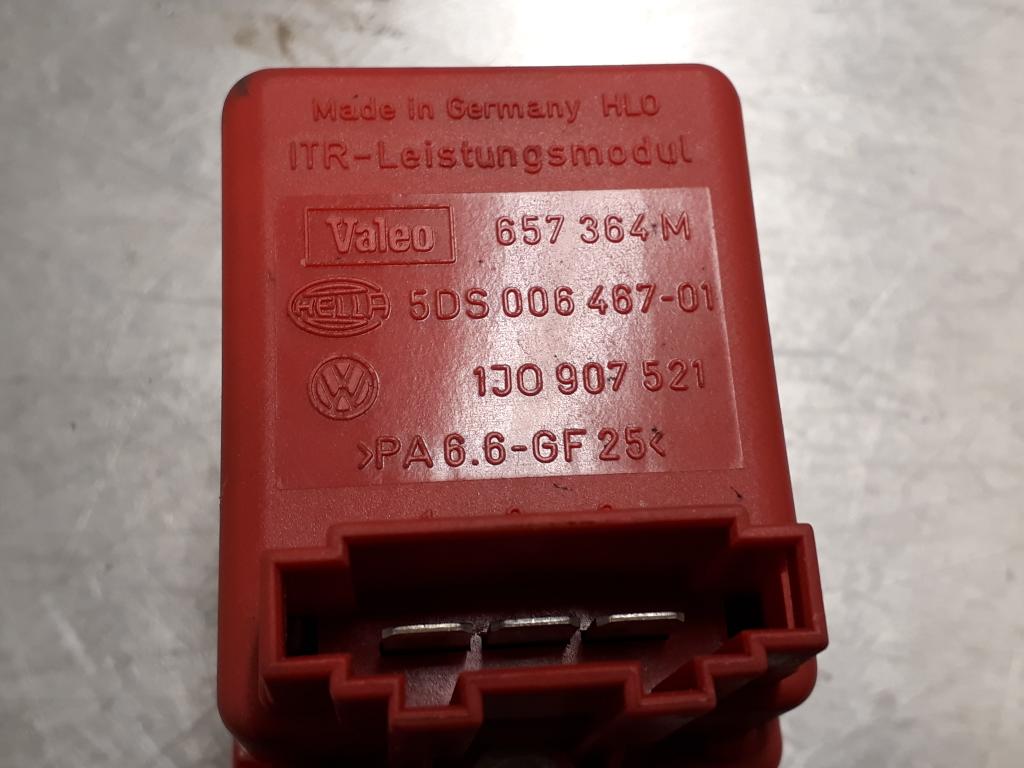 Made in Germany HLO
ITR-Leistungsmodul
Valeo 657 364 M
HELLA 5DS 006 467-01
VW 1J0 907 521
>PA 6.6-GF 25<